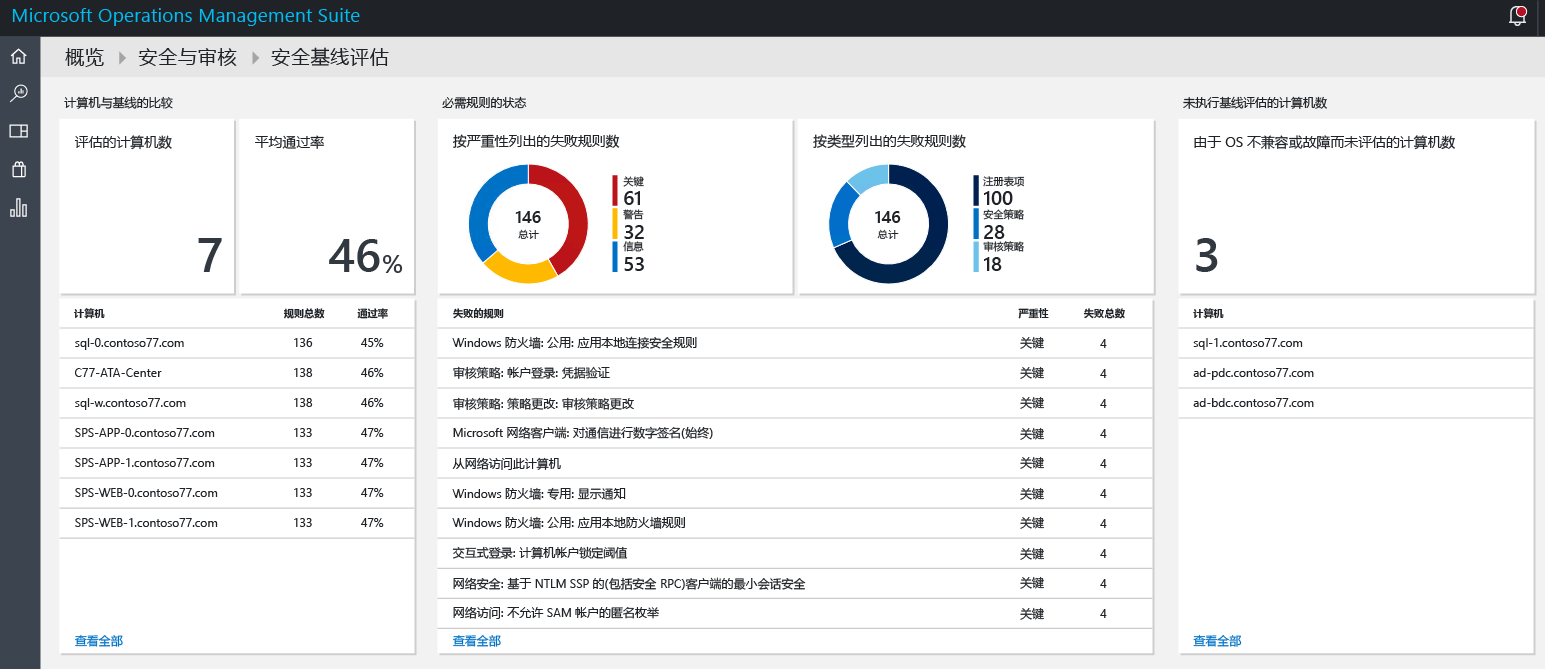 Microsoft Operations Management Suite
概览 安全与审核 安全基线评估
计算机与基线的比较
评估的计算机数
7
平均通过率
46%
计算机 规则总数 通过率
sql-0.contoso77.com 136 45%
C77-ATA-Center 138 46%
sql-w.contoso77.com 138 46%
SPS-APP-0.contoso77.com 133 47%
SPS-APP-1.contoso77.com 133 47%
SPS-WEB-0.contoso77.com 133 47%
SPS-WEB-1.contoso77.com 133 47%
查看全部
必需规则的状态
按严重性列出的失败规则数
146
总计
关键
61
警告
32
信息
53
按类型列出的失败规则数
146
总计
注册表项
100
安全策略
28
审核策略
18
失败的规则 严重性 失败总数
Windows 防火墙: 公用: 应用本地连接安全规则 关键 4
审核策略: 帐户登录: 凭据验证 关键 4
审核策略: 策略更改: 审核策略更改 关键 4
Microsoft 网络客户端: 对通信进行数字签名(始终) 关键 4
从网络访问此计算机 关键 4
Windows 防火墙: 专用: 显示通知 关键 4
Windows 防火墙: 公用: 应用本地防火墙规则 关键 4
交互式登录: 计算机帐户锁定阈值 关键 4
网络安全: 基于 NTLM SSP 的(包括安全 RPC)客户端的最小会话安全 关键 4
网络访问: 不允许 SAM 帐户的匿名枚举 关键 4
查看全部
未执行基线评估的计算机数
由于 OS 不兼容或故障而未评估的计算机数
3
计算机
sql-1.contoso77.com
ad-pdc.contoso77.com
ad-bdc.contoso77.com
查看全部